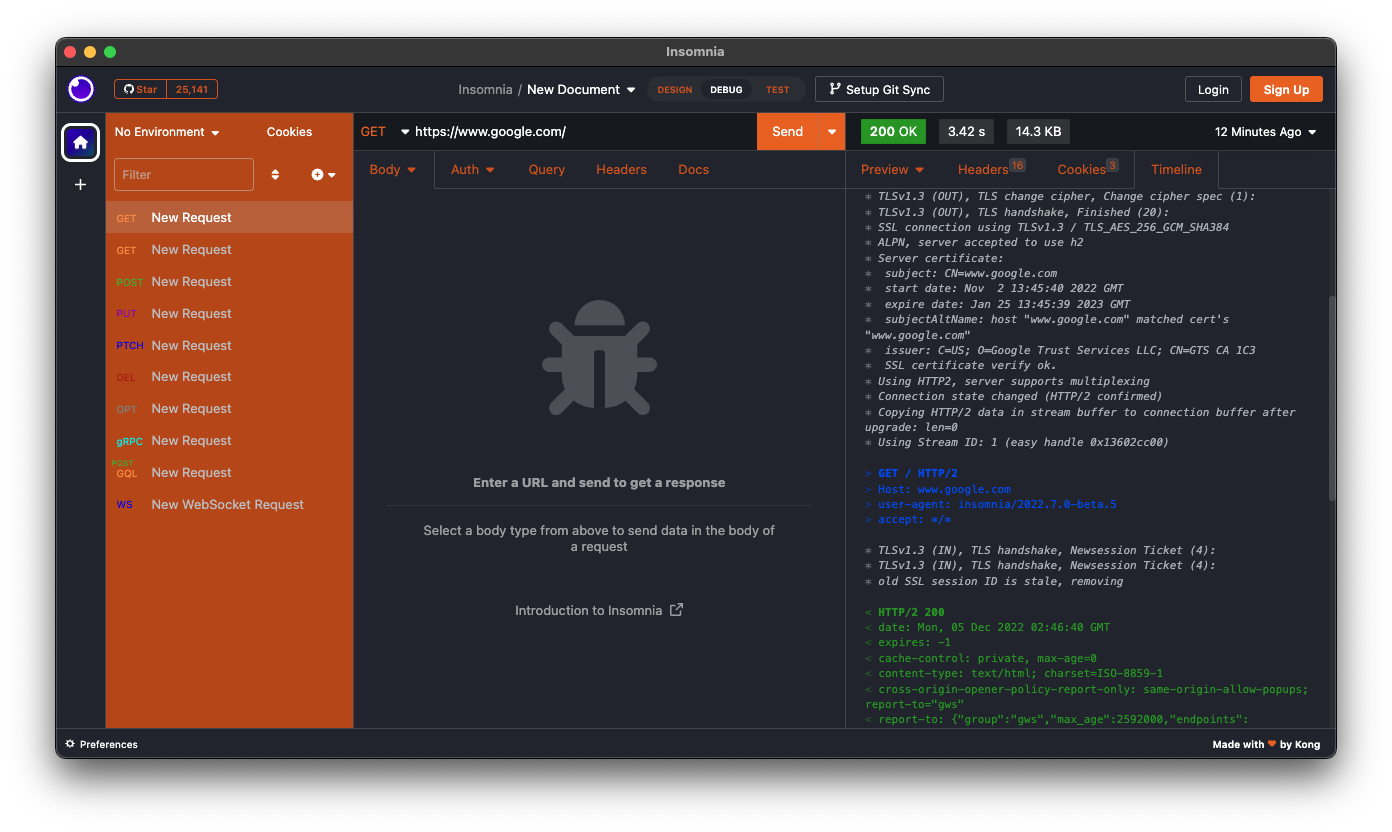 Insomnia
Star 25,141
Insomnia / New Document
DESIGN DEBUG TEST
Setup Git Sync
Login
Sign Up
No Environment
Cookies
Filter
GET New Request
GET New Request
POST New Request
PUT New Request
PTCH New Request
DEL New Request
OPT New Request
gRPC New Request
POST
GQL New Request
WS New WebSocket Request
GET https://www.google.com/
Send
Body Auth Query Headers Docs
Enter a URL and send to get a response
Select a body type from above to send data in the body of
a request
Introduction to Insomnia
200 OK 3.42 s 14.3 KB 12 Minutes Ago
Preview Headers 16 Cookies 3 Timeline
* TLSv1.3 (OUT), TLS change cipher, Change cipher spec (1):
* TLSv1.3 (OUT), TLS handshake, Finished (20):
* SSL connection using TLSv1.3 / TLS_AES_256_GCM_SHA384
* ALPN, server accepted to use h2
* Server certificate:
*  subject: CN=www.google.com
*  start date: Nov  2 13:45:40 2022 GMT
*  expire date: Jan 25 13:45:39 2023 GMT
*  subjectAltName: host "www.google.com" matched cert's
"www.google.com"
*  issuer: C=US; O=Google Trust Services LLC; CN=GTS CA 1C3
*  SSL certificate verify ok.
* Using HTTP2, server supports multiplexing
* Connection state changed (HTTP/2 confirmed)
* Copying HTTP/2 data in stream buffer to connection buffer after
upgrade: len=0
* Using Stream ID: 1 (easy handle 0x13602cc00)
> GET / HTTP/2
> Host: www.google.com
> user-agent: insomnia/2022.7.0-beta.5
> accept: */*
* TLSv1.3 (IN), TLS handshake, Newsession Ticket (4):
* TLSv1.3 (IN), TLS handshake, Newsession Ticket (4):
* old SSL session ID is stale, removing
< HTTP/2 200
< date: Mon, 05 Dec 2022 02:46:40 GMT
< expires: -1
< cache-control: private, max-age=0
< content-type: text/html; charset=ISO-8859-1
< cross-origin-opener-policy-report-only: same-origin-allow-popups;
report-to="gws"
< report-to: {"group":"gws","max_age":2592000,"endpoints":
Preferences
Made with ❤ by Kong